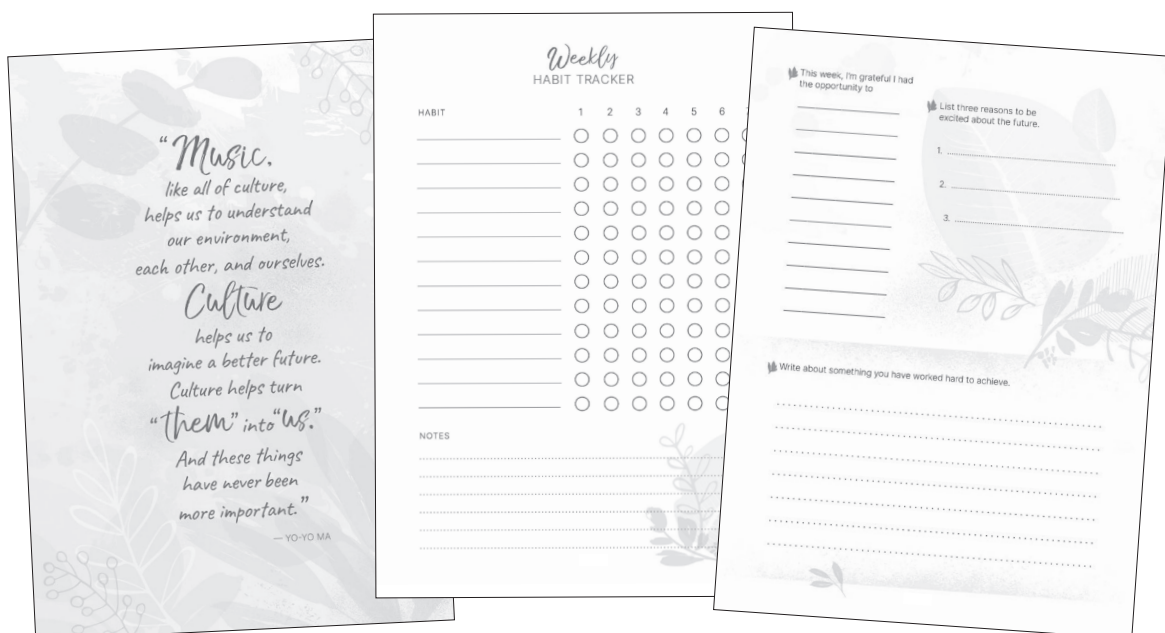 “Music,
like all of culture,
helps us to understand
our environment,
each other, and ourselves.
Culture
helps us to
imagine a better future.
Culture helps turn
“them” into “us.”
And these things
have never been
more important.”
— YO-YO MA
Weekly
HABIT TRACKER
HABIT 1 2 3 4 5 6
NOTES
This week, I'm grateful I had
the opportunity to
List three reasons to be
excited about the future.
1.
2.
3.
Write about something you have worked hard to achieve.